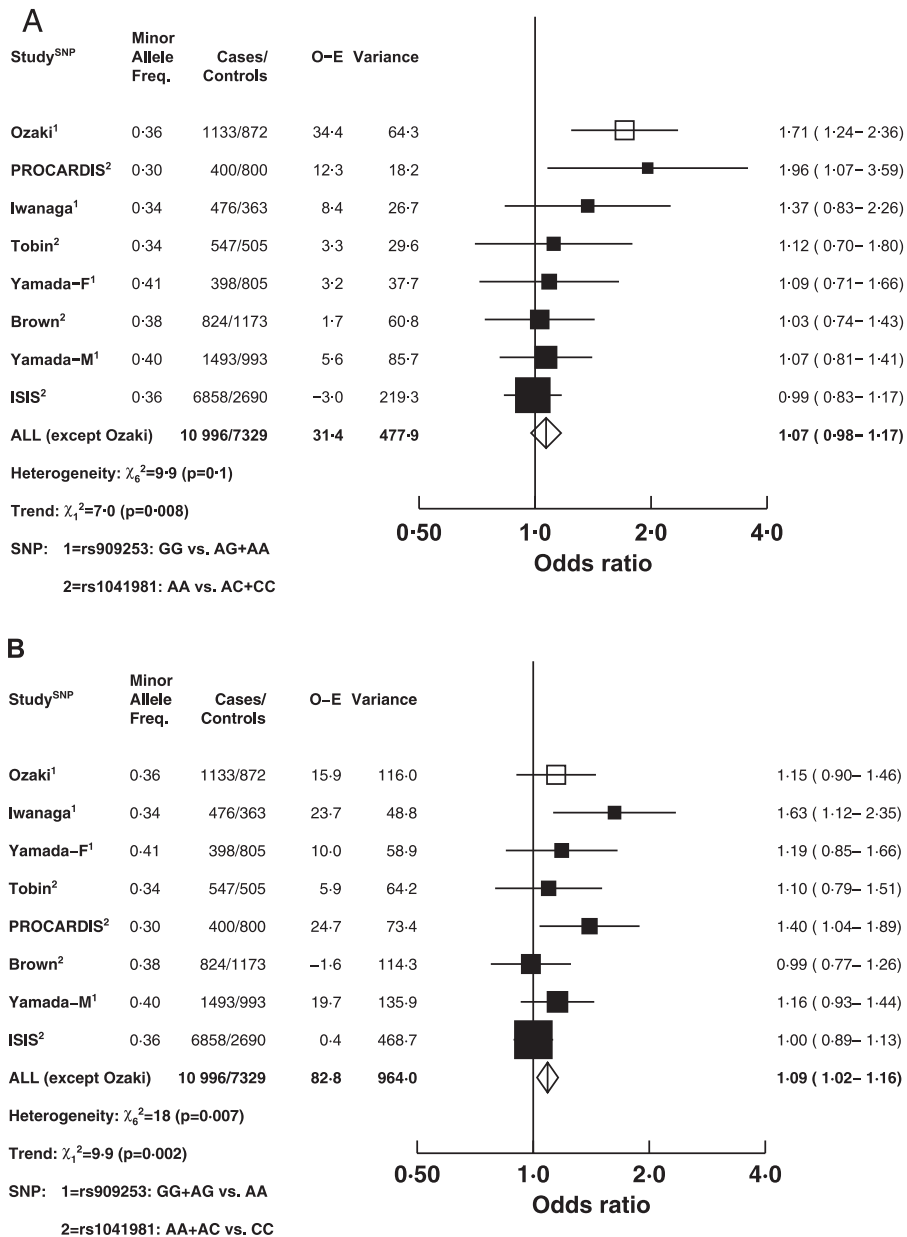 A
Study^SNP Minor Allele Freq. Cases/ Controls O–E Variance
Ozaki¹ 0·36 1133/872 34·4 64·3 1·71 ( 1·24– 2·36)
PROCARDIS² 0·30 400/800 12·3 18·2 1·96 ( 1·07– 3·59)
Iwanaga¹ 0·34 476/363 8·4 26·7 1·37 ( 0·83– 2·26)
Tobin² 0·34 547/505 3·3 29·6 1·12 ( 0·70– 1·80)
Yamada–F¹ 0·41 398/805 3·2 37·7 1·09 ( 0·71– 1·66)
Brown² 0·38 824/1173 1·7 60·8 1·03 ( 0·74– 1·43)
Yamada–M¹ 0·40 1493/993 5·6 85·7 1·07 ( 0·81– 1·41)
ISIS² 0·36 6858/2690 –3·0 219·3 0·99 ( 0·83– 1·17)
ALL (except Ozaki) 10 996/7329 31·4 477·9 1·07 ( 0·98– 1·17)
Heterogeneity: χ₆²=9·9 (p=0·1)
Trend: χ₁²=7·0 (p=0·008)
0·50 1·0 2·0 4·0
Odds ratio
SNP: 1=rs909253: GG vs. AG+AA
2=rs1041981: AA vs. AC+CC
B
Study^SNP Minor Allele Freq. Cases/ Controls O–E Variance
Ozaki¹ 0·36 1133/872 15·9 116·0 1·15 ( 0·90– 1·46)
Iwanaga¹ 0·34 476/363 23·7 48·8 1·63 ( 1·12– 2·35)
Yamada–F¹ 0·41 398/805 10·0 58·9 1·19 ( 0·85– 1·66)
Tobin² 0·34 547/505 5·9 64·2 1·10 ( 0·79– 1·51)
PROCARDIS² 0·30 400/800 24·7 73·4 1·40 ( 1·04– 1·89)
Brown² 0·38 824/1173 –1·6 114·3 0·99 ( 0·77– 1·26)
Yamada–M¹ 0·40 1493/993 19·7 135·9 1·16 ( 0·93– 1·44)
ISIS² 0·36 6858/2690 0·4 468·7 1·00 ( 0·89– 1·13)
ALL (except Ozaki) 10 996/7329 82·8 964·0 1·09 ( 1·02– 1·16)
Heterogeneity: χ₆²=18 (p=0·007)
Trend: χ₁²=9·9 (p=0·002)
0·50 1·0 2·0 4·0
Odds ratio
SNP: 1=rs909253: GG+AG vs. AA
2=rs1041981: AA+AC vs. CC